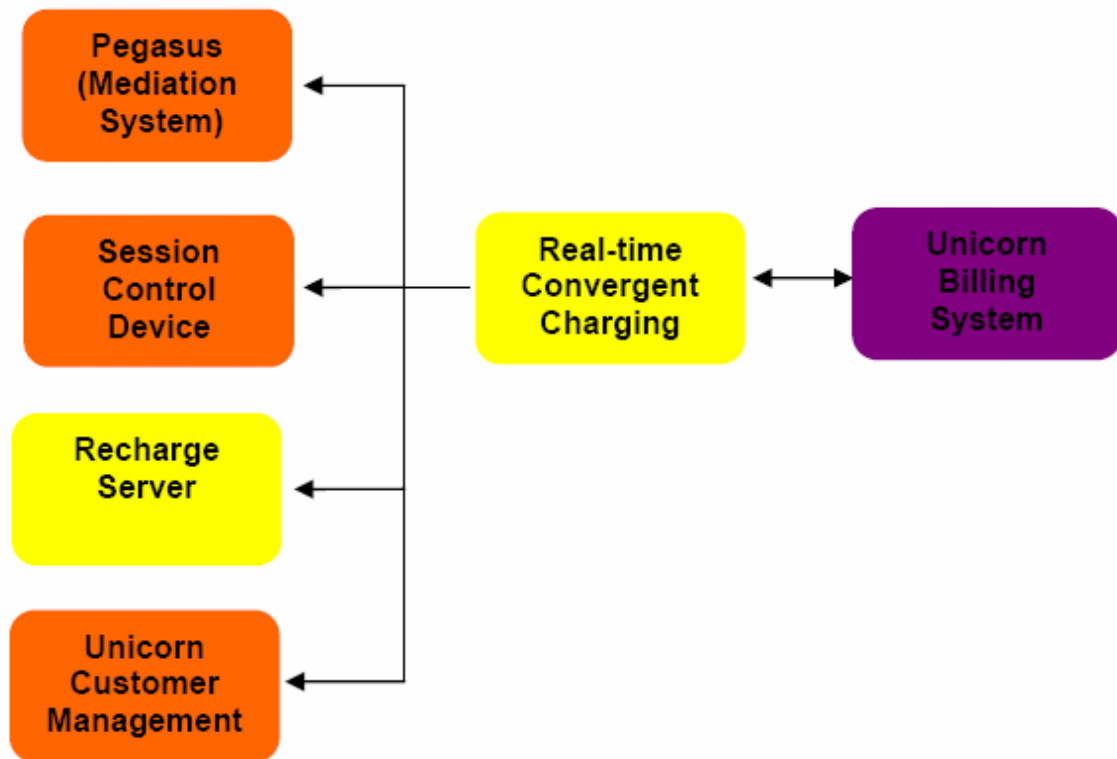 Pegasus
(Mediation
System)
Session
Control
Device
Real-time
Convergent
Charging
Unicorn
Billing
System
Recharge
Server
Unicorn
Customer
Management